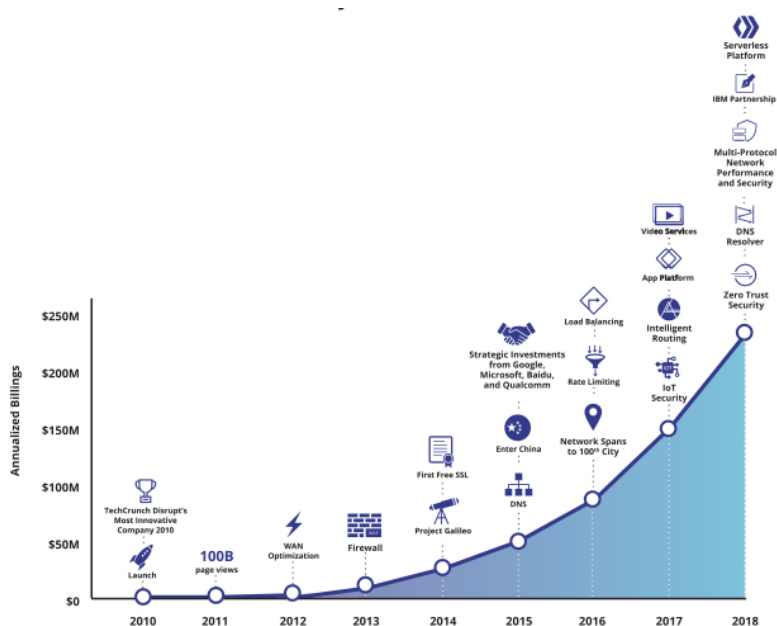 Serverless
Platform
IBM Partnership
Multi-Protocol
Network
Performance
and Security
DNS
Resolver
Zero Trust
Security
Video Services
App Platform
Intelligent
Routing
IoT
Security
Load Balancing
Rate Limiting
Network Spans
to 100th City
Strategic Investments
from Google,
Microsoft, Baidu,
and Qualcomm
Enter China
DNS
First Free SSL
Project Galileo
Firewall
WAN
Optimization
100B
page views
TechCrunch Disrupt's
Most Innovative
Company 2010
Launch
Annualized Billings
$250M
$200M
$150M
$100M
$50M
$0
2010 2011 2012 2013 2014 2015 2016 2017 2018